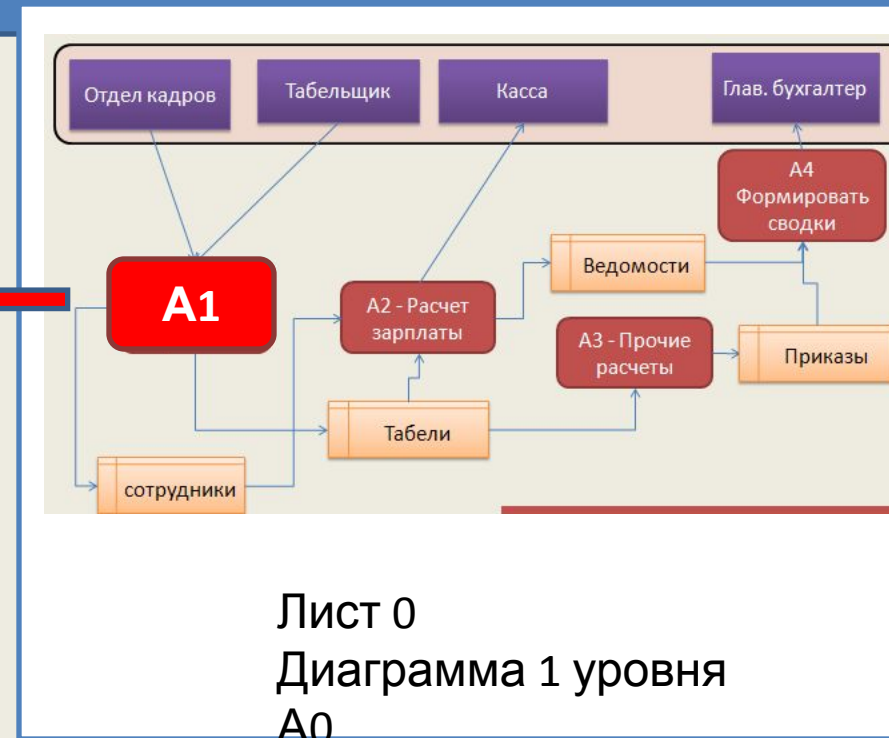 Отдел кадров
Табельщик
Касса
Глав. бухгалтер
А4
Формировать
сводки
Ведомости
А1
А2 - Расчет
зарплаты
А3 - Прочие
расчеты
Приказы
Табели
сотрудники
Лист 0
Диаграмма 1 уровня
А0